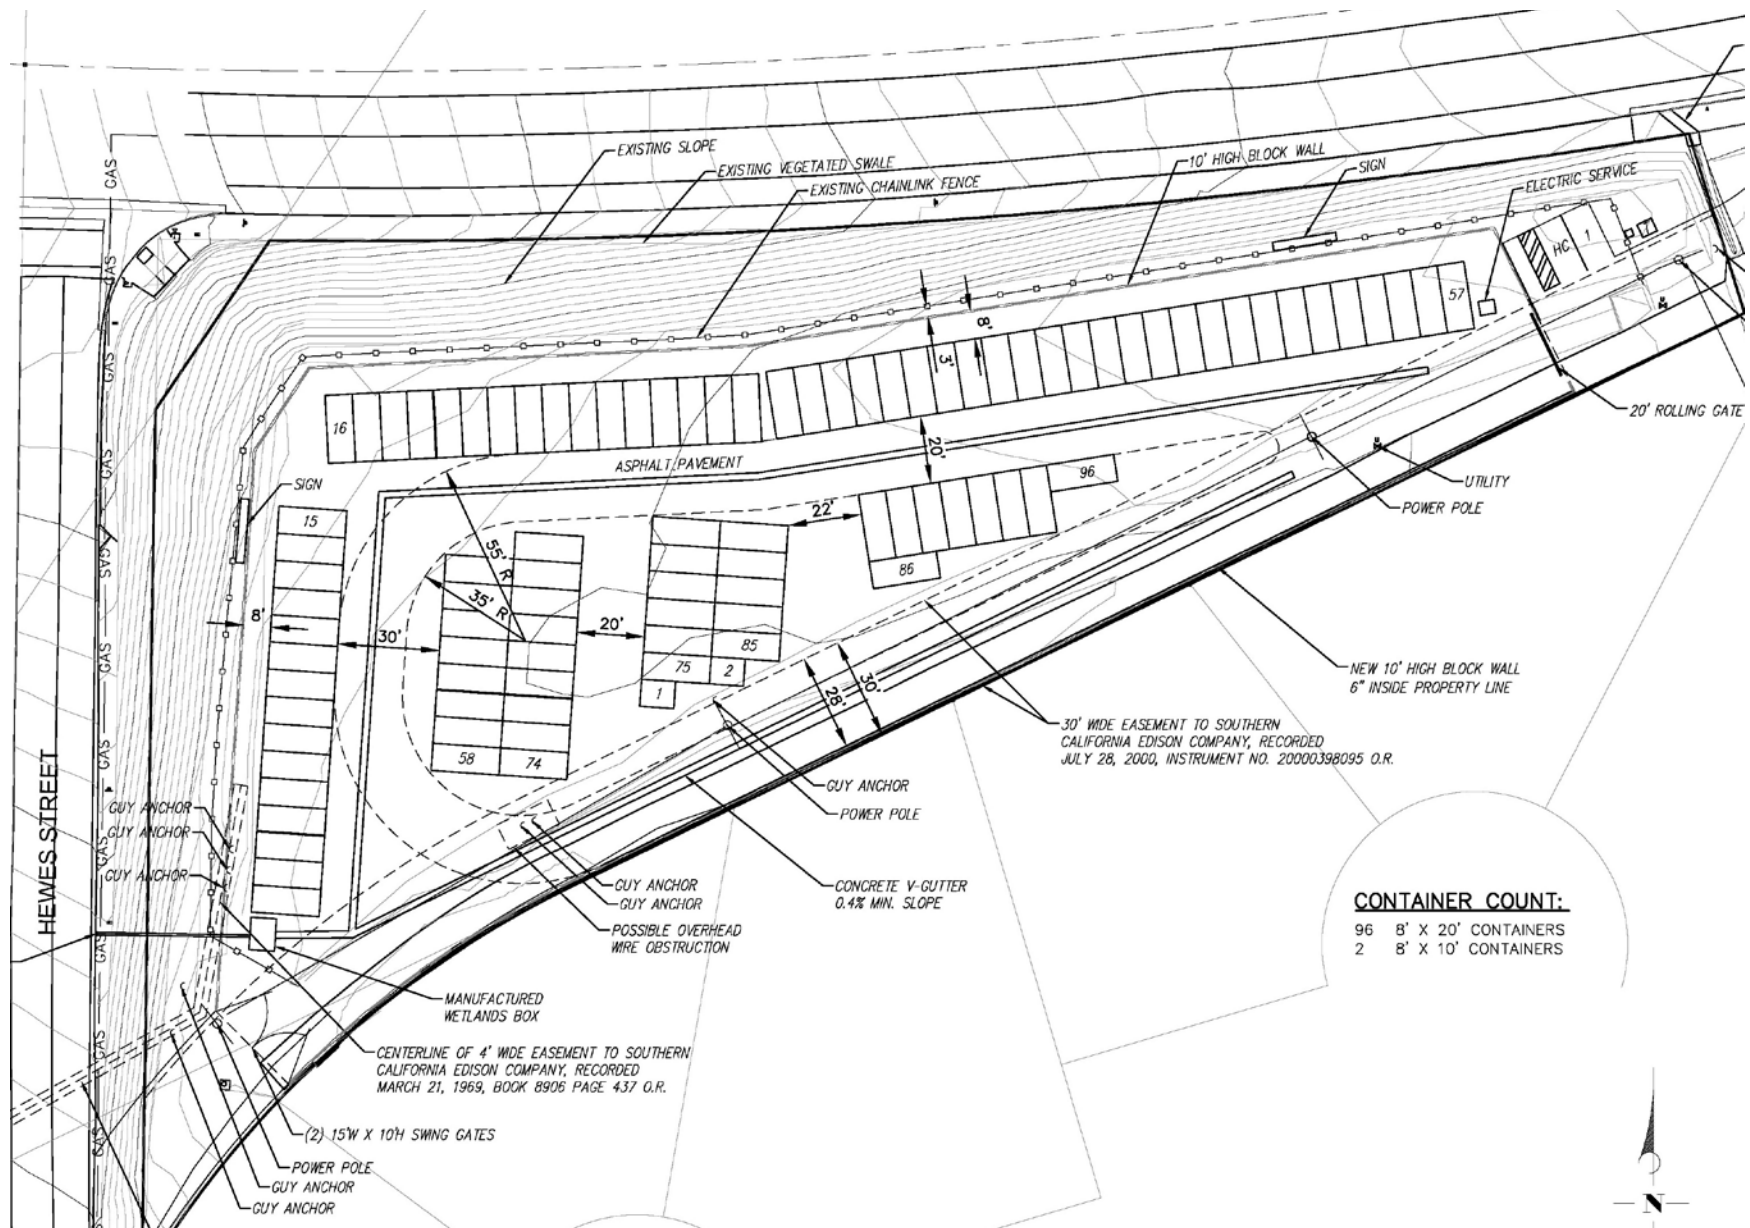 EXISTING SLOPE
EXISTING VEGETATED SWALE
EXISTING CHAINLINK FENCE
10' HIGH BLOCK WALL
SIGN
ELECTRIC SERVICE
HC
1
57
8'
3'
20' ROLLING GATE
16
ASPHALT PAVEMENT
20'
96
UTILITY
POWER POLE
SIGN
15
22'
55' R
35' R
86
8'
30'
20'
85
75
2
1
28'
30'
58
74
NEW 10' HIGH BLOCK WALL
6" INSIDE PROPERTY LINE
30' WIDE EASEMENT TO SOUTHERN
CALIFORNIA EDISON COMPANY, RECORDED
JULY 28, 2000, INSTRUMENT NO. 20000398095 O.R.
GUY ANCHOR
POWER POLE
GUY ANCHOR
GUY ANCHOR
GUY ANCHOR
HEWES STREET
GAS
GAS
GAS
GAS
GAS
GAS
GAS
GAS
GAS
GAS
GAS
GAS
GUY ANCHOR
GUY ANCHOR
POSSIBLE OVERHEAD
WIRE OBSTRUCTION
CONCRETE V-GUTTER
0.4% MIN. SLOPE
CONTAINER COUNT:
96 8' X 20' CONTAINERS
2 8' X 10' CONTAINERS
MANUFACTURED
WETLANDS BOX
CENTERLINE OF 4' WIDE EASEMENT TO SOUTHERN
CALIFORNIA EDISON COMPANY, RECORDED
MARCH 21, 1969, BOOK 8906 PAGE 437 O.R.
(2) 15'W X 10'H SWING GATES
POWER POLE
GUY ANCHOR
GUY ANCHOR
N